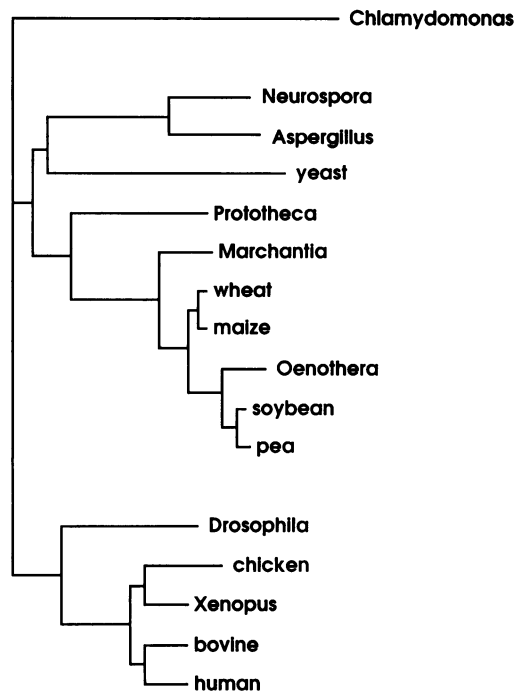 Chlamydomonas
Neurospora
Aspergillus
yeast
Prototheca
Marchantia
wheat
maize
Oenothera
soybean
pea
Drosophila
chicken
Xenopus
bovine
human